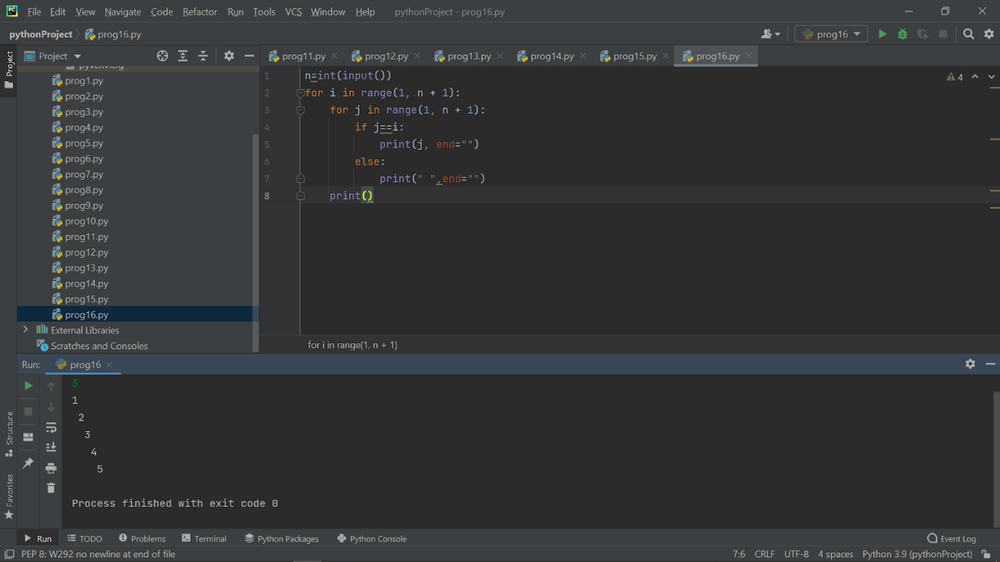 PC File Edit View Navigate Code Refactor Run Tools VCS Window Help pythonProject - prog16.py
pythonProject prog16.py prog16
Project Project prog11.py prog12.py prog13.py prog14.py prog15.py prog16.py
pyvenv.cfg
prog1.py
prog2.py
prog3.py
prog4.py
prog5.py
prog6.py
prog7.py
prog8.py
prog9.py
prog10.py
prog11.py
prog12.py
prog13.py
prog14.py
prog15.py
prog16.py
External Libraries
Scratches and Consoles
1 n=int(input()) 4
2 for i in range(1, n + 1):
3     for j in range(1, n + 1):
4         if j==i:
5             print(j, end="")
6         else:
7             print(" ",end="")
8     print()
for i in range(1, n + 1)
Run: prog16
5
1
 2
  3
   4
    5
Process finished with exit code 0
Structure
Favorites
Run TODO Problems Terminal Python Packages Python Console Event Log
PEP 8: W292 no newline at end of file 7:6 CRLF UTF-8 4 spaces Python 3.9 (pythonProject)